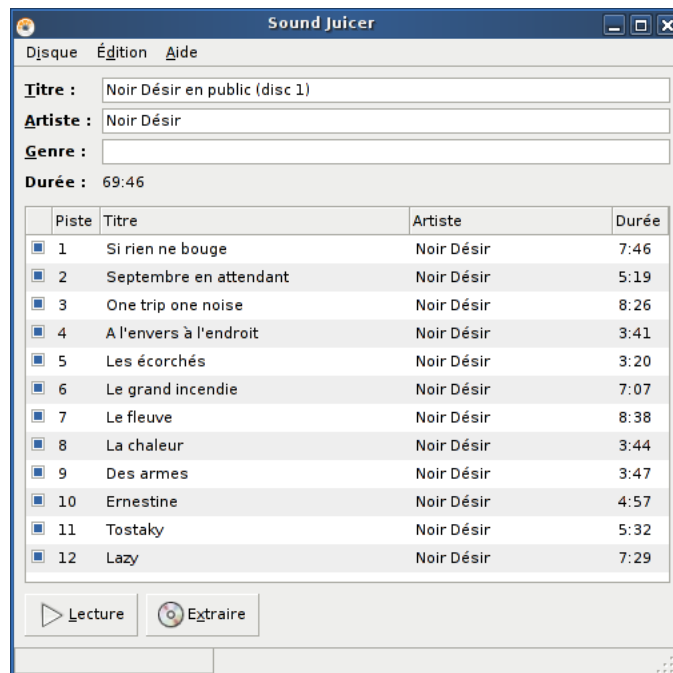 Sound Juicer
Disque Édition Aide
Titre : Noir Désir en public (disc 1)
Artiste : Noir Désir
Genre :
Durée : 69:46
Piste Titre Artiste Durée
1 Si rien ne bouge Noir Désir 7:46
2 Septembre en attendant Noir Désir 5:19
3 One trip one noise Noir Désir 8:26
4 A l'envers à l'endroit Noir Désir 3:41
5 Les écorchés Noir Désir 3:20
6 Le grand incendie Noir Désir 7:07
7 Le fleuve Noir Désir 8:38
8 La chaleur Noir Désir 3:44
9 Des armes Noir Désir 3:47
10 Ernestine Noir Désir 4:57
11 Tostaky Noir Désir 5:32
12 Lazy Noir Désir 7:29
Lecture Extraire